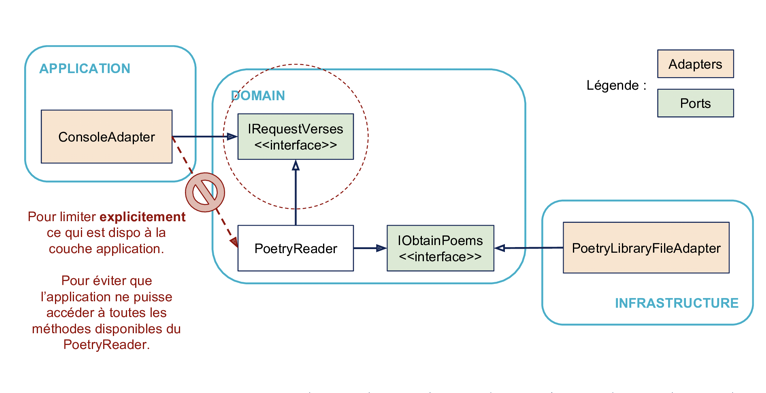 APPLICATION
ConsoleAdapter
DOMAIN
IRequestVerses
<<interface>>
PoetryReader
IObtainPoems
<<interface>>
Légende :
Adapters
Ports
PoetryLibraryFileAdapter
INFRASTRUCTURE
Pour limiter explicitement
ce qui est dispo à la
couche application.
Pour éviter que
l'application ne puisse
accéder à toutes les
méthodes disponibles du
PoetryReader.